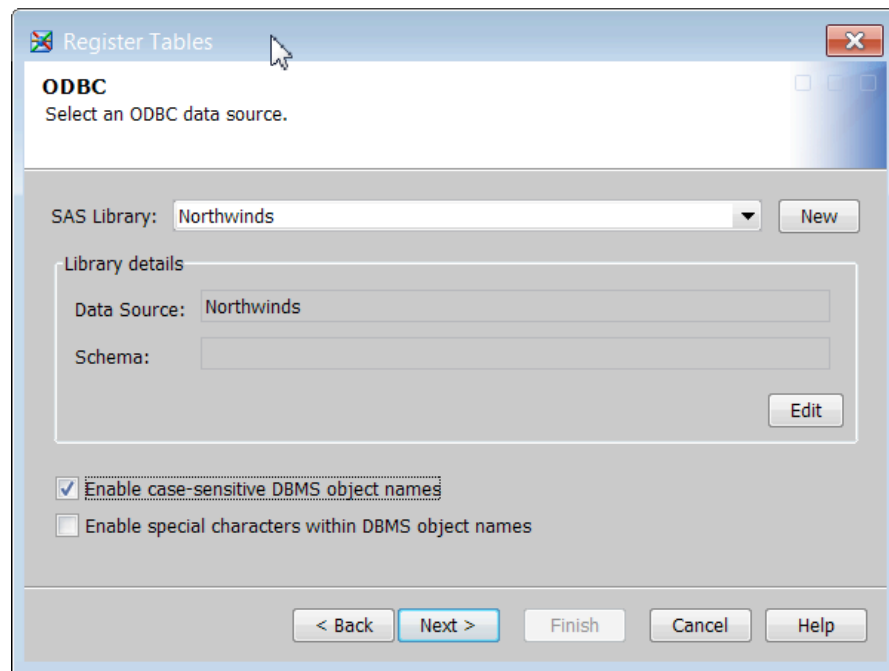 Register Tables
ODBC
Select an ODBC data source.
SAS Library: Northwinds New
Library details
Data Source: Northwinds
Schema:
Edit
Enable case-sensitive DBMS object names
Enable special characters within DBMS object names
< Back Next > Finish Cancel Help